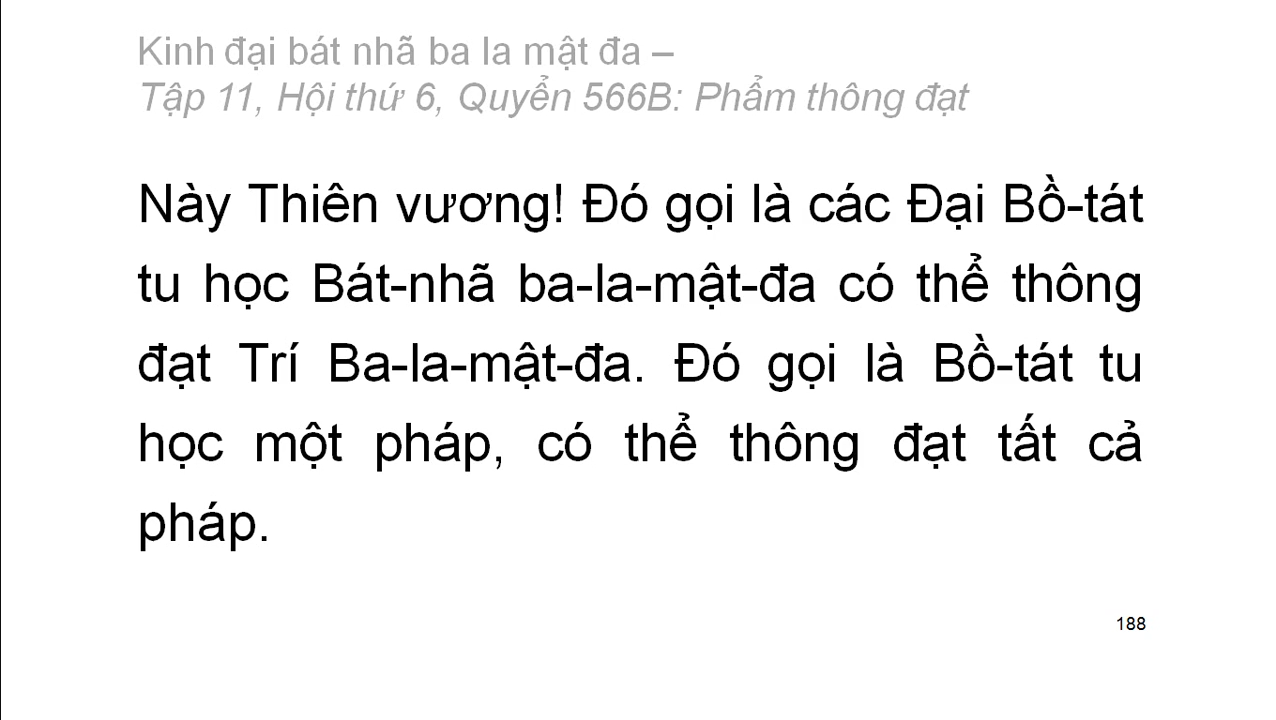 Kinh đại bát nhã ba la mật đa –
Tập 11, Hội thứ 6, Quyển 566B: Phẩm thông đạt
Này Thiên vương! Đó gọi là các Đại Bồ-tát
tu học Bát-nhã ba-la-mật-đa có thể thông
đạt Trí Ba-la-mật-đa. Đó gọi là Bồ-tát tu
học một pháp, có thể thông đạt tất cả
pháp.
188